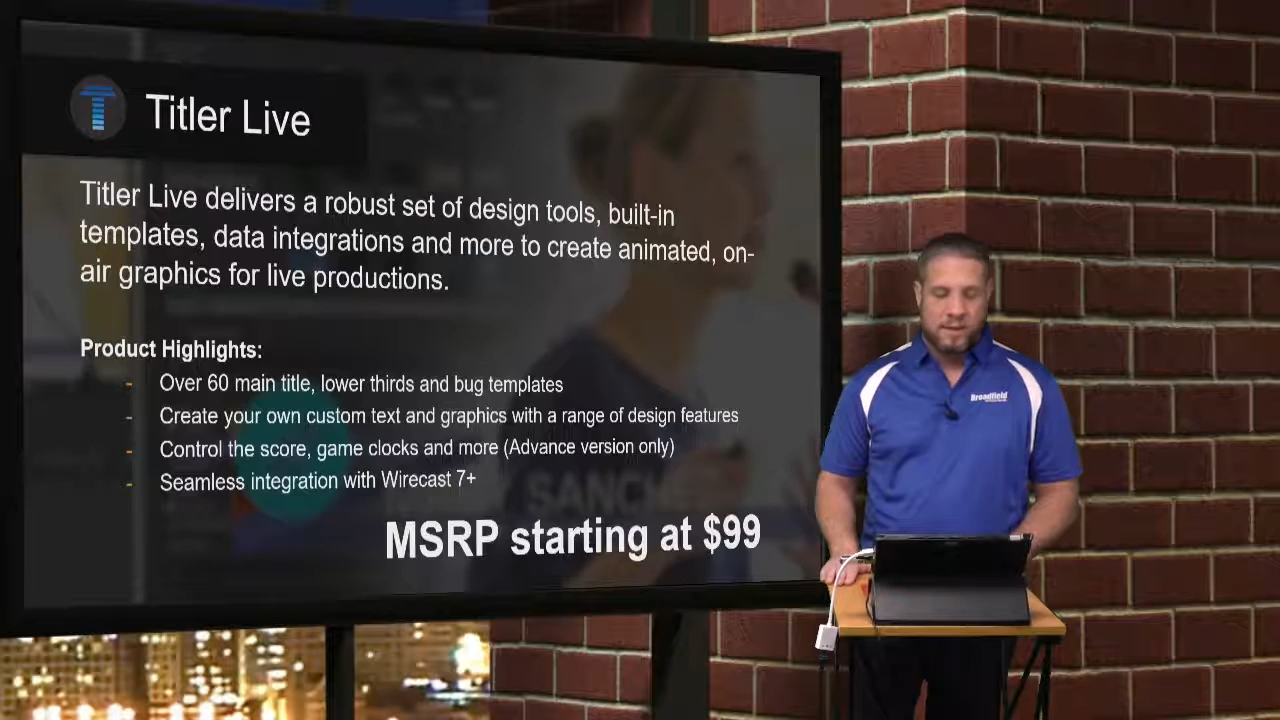 Titler Live
Titler Live delivers a robust set of design tools, built-in
templates, data integrations and more to create animated, on-
air graphics for live productions.
Product Highlights:
- Over 60 main title, lower thirds and bug templates
- Create your own custom text and graphics with a range of design features
- Control the score, game clocks and more (Advance version only)
- Seamless integration with Wirecast 7+
MSRP starting at $99
Broadfield